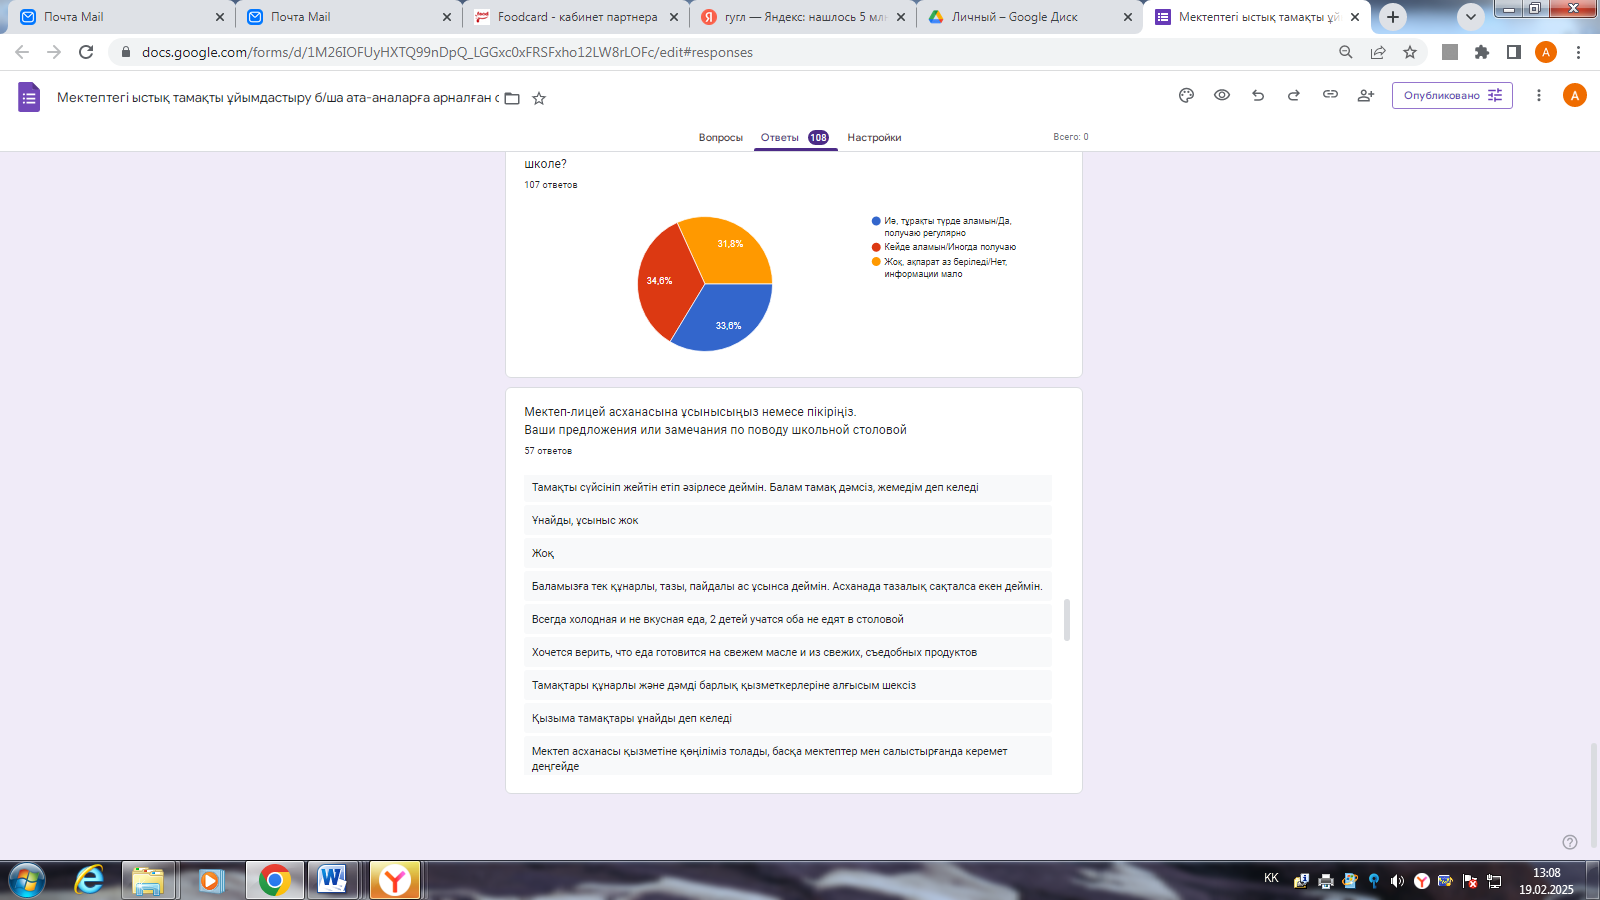 Почта Mail
Почта Mail
Foodcard - кабинет партнера
гугл — Яндекс: нашлось 5 млн
Личный – Google Диск
Мектептегі ыстық тамақты ұй
docs.google.com/forms/d/1M26IOFUyHXTQ99nDpQ_LGGxc0xFRSFxho12LW8rLOFc/edit#responses
А
Мектептегі ыстық тамақты ұйымдастыру б/ша ата-аналарға арналған с
Опубликовано
А
Вопросы
Ответы 108
Настройки
Всего: 0
школе?
107 ответов
31,8%
34,6%
33,6%
Иә, тұрақты түрде аламын/Да,
получаю регулярно
Кейде аламын/Иногда получаю
Жоқ, ақпарат аз беріледі/Нет,
информации мало
Мектеп-лицей асханасына ұсынысыңыз немесе пікіріңіз.
Ваши предложения или замечания по поводу школьной столовой
57 ответов
Тамақты сүйсініп жейтін етіп әзірлесе деймін. Балам тамақ дәмсіз, жемедім деп келеді
Ұнайды, ұсыныс жок
Жоқ
Баламызға тек құнарлы, тазы, пайдалы ас ұсынса деймін. Асханада тазалық сақталса екен деймін.
Всегда холодная и не вкусная еда, 2 детей учатся оба не едят в столовой
Хочется верить, что еда готовится на свежем масле и из свежих, съедобных продуктов
Тамақтары құнарлы және дәмді барлық қызметкерлеріне алғысым шексіз
Қызыма тамақтары ұнайды деп келеді
Мектеп асханасы қызметіне көңіліміз толады, басқа мектептер мен салыстырғанда керемет
деңгейде
KK
13:08
19.02.2025